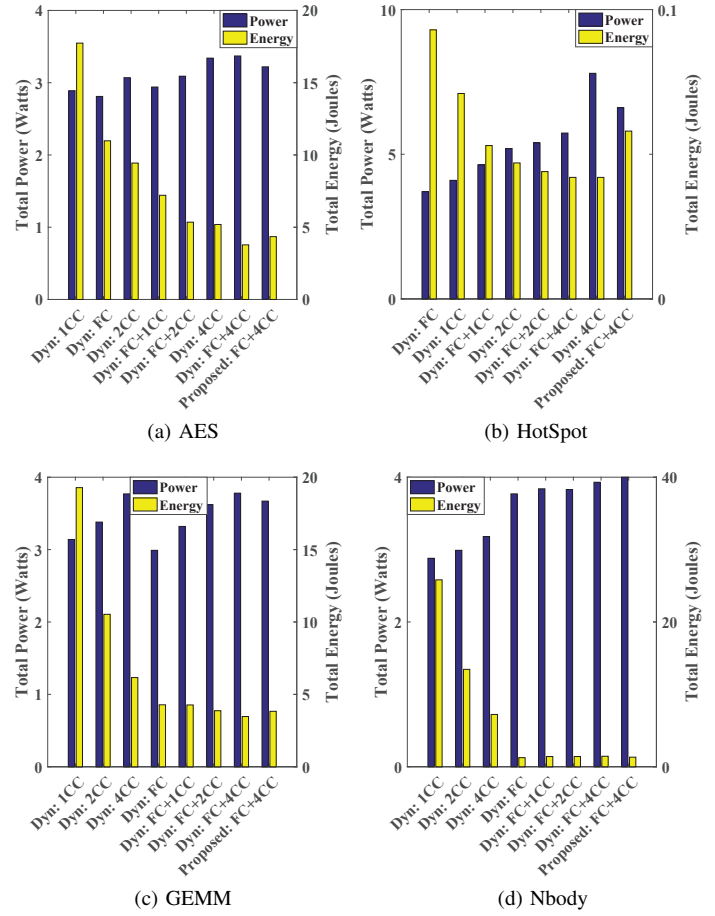 Power
Energy
Total Power (Watts)
4
3
2
1
0
Total Energy (Joules)
20
15
10
5
0
Dyn: 1CC
Dyn: FC
Dyn: 2CC
Dyn: FC+1CC
Dyn: FC+2CC
Dyn: 4CC
Dyn: FC+4CC
Proposed: FC+4CC
(a) AES
Power
Energy
Total Power (Watts)
10
5
0
Total Energy (Joules)
0.1
0
Dyn: FC
Dyn: 1CC
Dyn: FC+1CC
Dyn: 2CC
Dyn: FC+2CC
Dyn: FC+4CC
Dyn: 4CC
Proposed: FC+4CC
(b) HotSpot
Power
Energy
Total Power (Watts)
4
3
2
1
0
Total Energy (Joules)
20
15
10
5
0
Dyn: 1CC
Dyn: 2CC
Dyn: 4CC
Dyn: FC
Dyn: FC+1CC
Dyn: FC+2CC
Dyn: FC+4CC
Proposed: FC+4CC
(c) GEMM
Power
Energy
Total Power (Watts)
4
2
0
Total Energy (Joules)
40
20
0
Dyn: 1CC
Dyn: 2CC
Dyn: 4CC
Dyn: FC
Dyn: FC+1CC
Dyn: FC+2CC
Dyn: FC+4CC
Proposed: FC+4CC
(d) Nbody